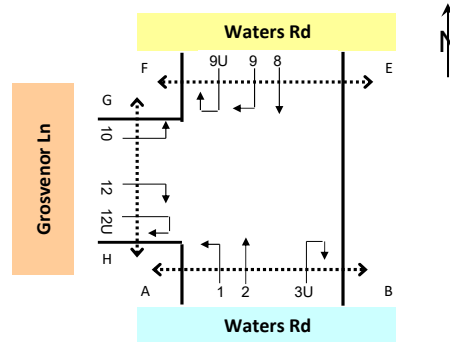 Waters Rd
N
9U 9 8
F
E
G
Grosvenor Ln
10
12
12U
H
A
1 2 3U
B
Waters Rd